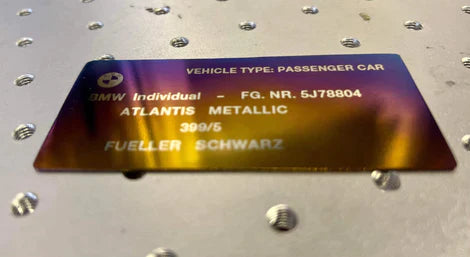 VEHICLE TYPE: PASSENGER CAR
BMW Individual - FG. NR. 5J78804
ATLANTIS METALLIC
399/5
FUELLER SCHWARZ